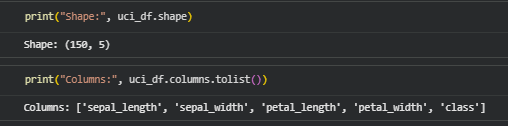 print("Shape:", uci_df.shape)
Shape: (150, 5)
print("Columns:", uci_df.columns.tolist())
Columns: ['sepal_length', 'sepal_width', 'petal_length', 'petal_width', 'class']